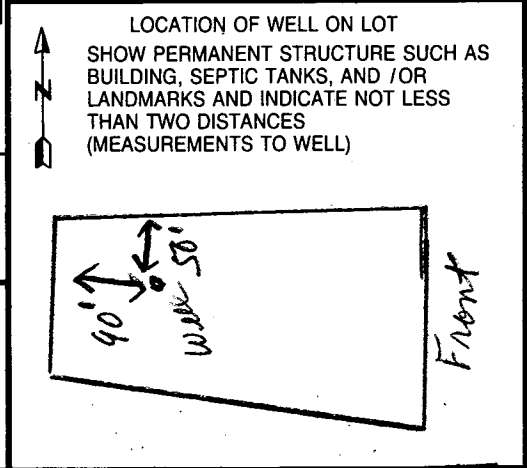 LOCATION OF WELL ON LOT
SHOW PERMANENT STRUCTURE SUCH AS
BUILDING, SEPTIC TANKS, AND /OR
LANDMARKS AND INDICATE NOT LESS
THAN TWO DISTANCES
(MEASUREMENTS TO WELL)
N
90'
50'
Well
Front